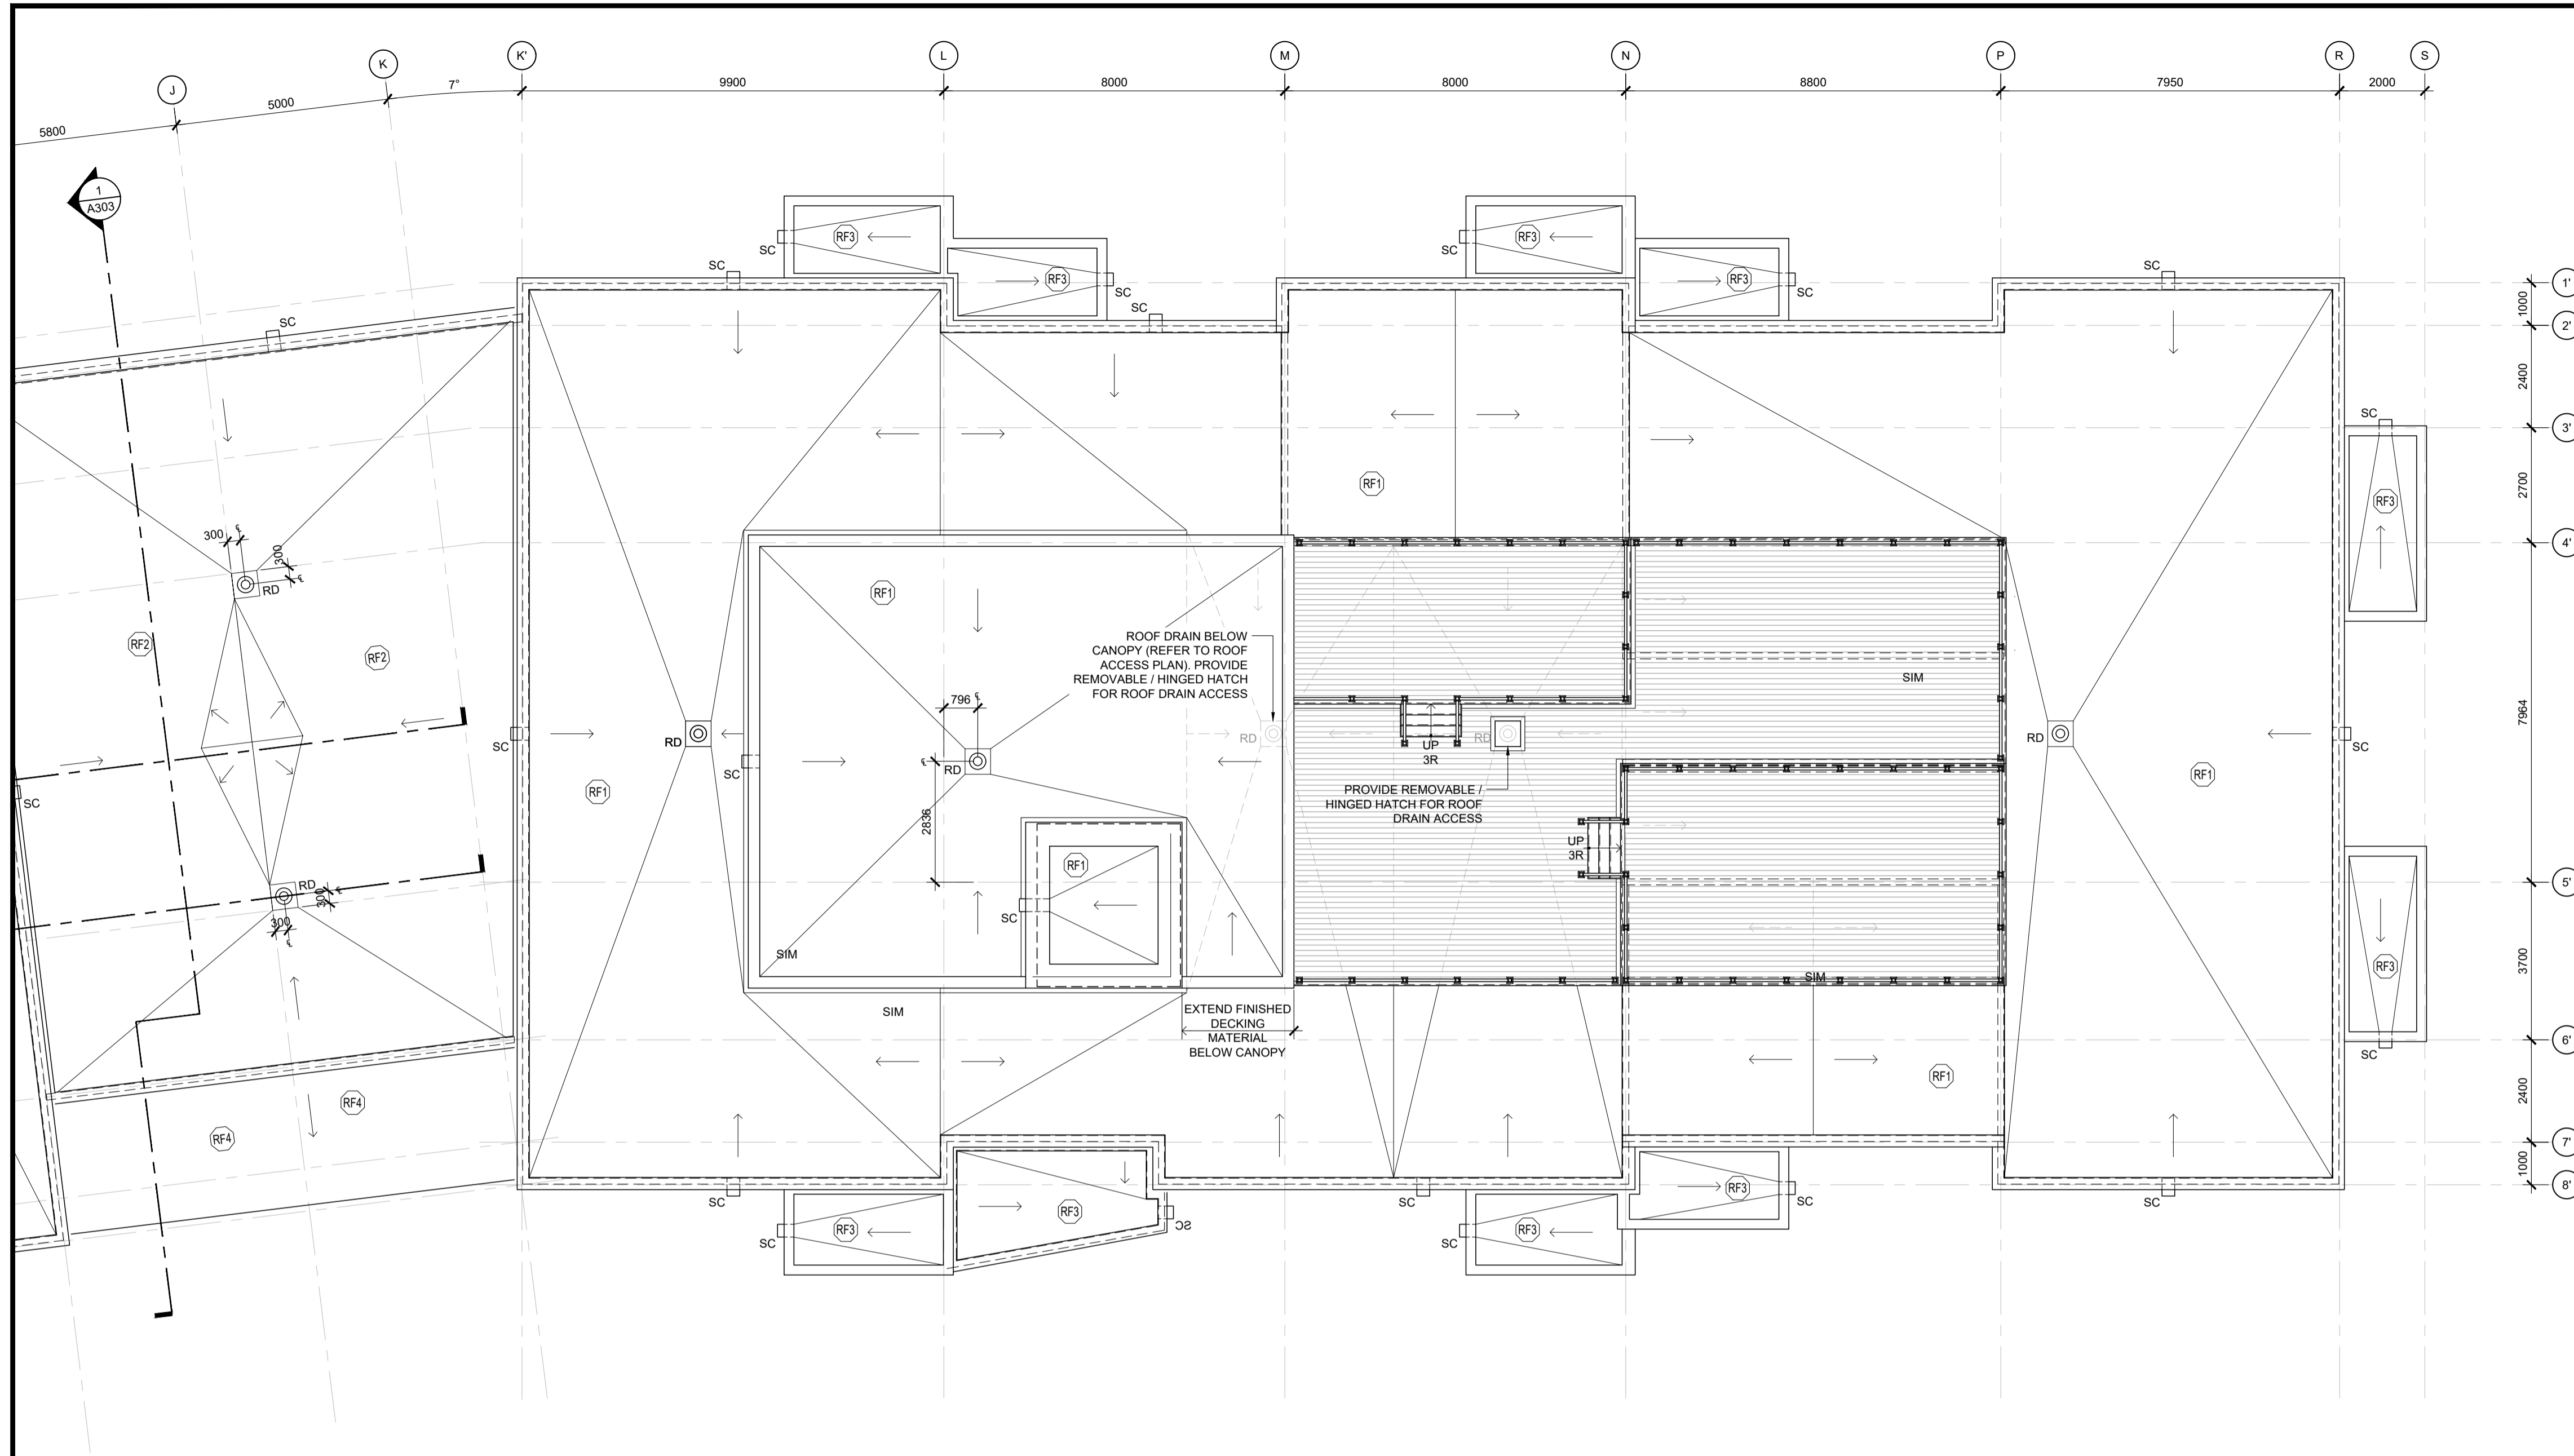 J
K
K'
L
M
N
P
R
S
5800
5000
7°
9900
8000
8000
8800
7950
2000
1
A303
SC
RF3
SC
RF3
SC
SC
SC
RF3
RF3
SC
SC
1'
1000
2'
2400
3'
2700
4'
7964
5'
3700
6'
2400
7'
1000
8'
SC
SC
RF3
RF1
300
℄
300
℄
RD
RF2
RF2
RF1
ROOF DRAIN BELOW
CANOPY (REFER TO ROOF
ACCESS PLAN). PROVIDE
REMOVABLE / HINGED HATCH
FOR ROOF DRAIN ACCESS
SIM
796
℄
SC
RD
RD
RD
UP
3R
RD
RD
SC
SC
℄
RD
2836
RF1
RF1
SC
PROVIDE REMOVABLE /
HINGED HATCH FOR ROOF
DRAIN ACCESS
UP
3R
RF1
RD
300
℄
300
℄
SC
SIM
SIM
SIM
EXTEND FINISHED
DECKING
MATERIAL
BELOW CANOPY
RF3
SC
RF1
RF4
RF4
SC
RF3
SC
RF3
SC
SC
RF3
SC
RF3
SC
SC